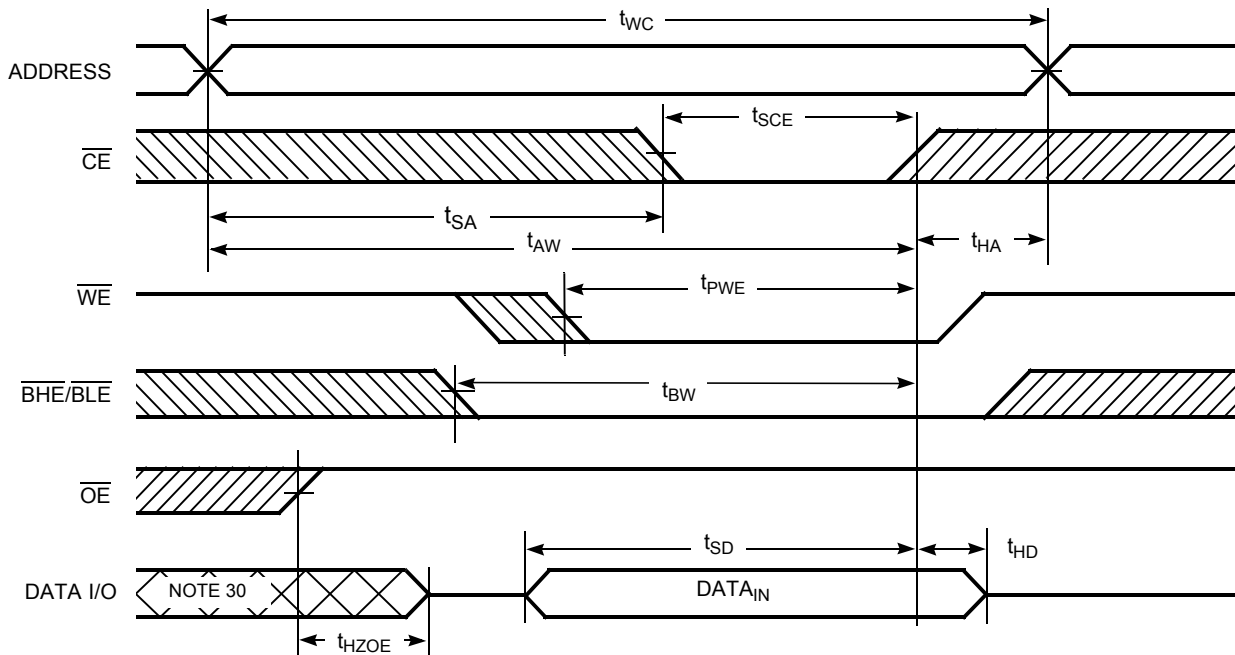 tWC
ADDRESS
tSCE
CE
tSA
tAW
tHA
WE
tPWE
BHE/BLE
tBW
OE
tSD
tHD
DATA I/O
NOTE 30
DATAIN
tHZOE